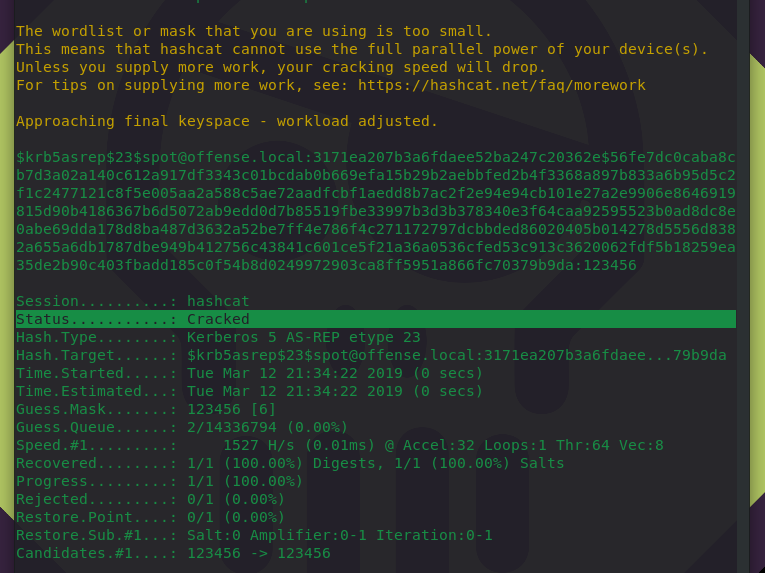 The wordlist or mask that you are using is too small.
This means that hashcat cannot use the full parallel power of your device(s).
Unless you supply more work, your cracking speed will drop.
For tips on supplying more work, see: https://hashcat.net/faq/morework
Approaching final keyspace - workload adjusted.
$krb5asrep$23$spot@offense.local:3171ea207b3a6fdaee52ba247c20362e$56fe7dc0caba8c
b7d3a02a140c612a917df3343c01bcdab0b669efa15b29b2aebbfed2b4f3368a897b833a6b95d5c2
f1c2477121c8f5e005aa2a588c5ae72aadfcbf1aedd8b7ac2f2e94e94cb101e27a2e9906e8646919
815d90b4186367b6d5072ab9edd0d7b85519fbe33997b3d3b378340e3f64caa92595523b0ad8dc8e
0abe69dda178d8ba487d3632a52be7ff4e786f4c271172797dcbbded86020405b014278d5556d838
2a655a6db1787dbe949b412756c43841c601ce5f21a36a0536cfed53c913c3620062fdf5b18259ea
35de2b90c403fbadd185c0f54b8d0249972903ca8ff5951a866fc70379b9da:123456
Session..........: hashcat
Status...........: Cracked
Hash.Type........: Kerberos 5 AS-REP etype 23
Hash.Target......: $krb5asrep$23$spot@offense.local:3171ea207b3a6fdaee...79b9da
Time.Started.....: Tue Mar 12 21:34:22 2019 (0 secs)
Time.Estimated...: Tue Mar 12 21:34:22 2019 (0 secs)
Guess.Mask.......: 123456 [6]
Guess.Queue......: 2/14336794 (0.00%)
Speed.#1.........:     1527 H/s (0.01ms) @ Accel:32 Loops:1 Thr:64 Vec:8
Recovered........: 1/1 (100.00%) Digests, 1/1 (100.00%) Salts
Progress.........: 1/1 (100.00%)
Rejected.........: 0/1 (0.00%)
Restore.Point....: 0/1 (0.00%)
Restore.Sub.#1...: Salt:0 Amplifier:0-1 Iteration:0-1
Candidates.#1....: 123456 -> 123456